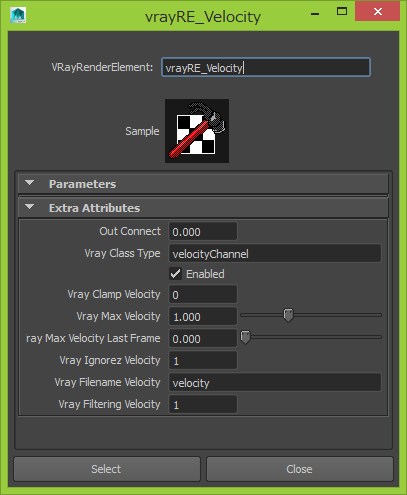 vrayRE_Velocity
VRayRenderElement: vrayRE_Velocity
Sample
Parameters
Extra Attributes
Out Connect 0.000
Vray Class Type velocityChannel
Enabled
Vray Clamp Velocity 0
Vray Max Velocity 1.000
ray Max Velocity Last Frame 0.000
Vray Ignorez Velocity 1
Vray Filename Velocity velocity
Vray Filtering Velocity 1
Select Close